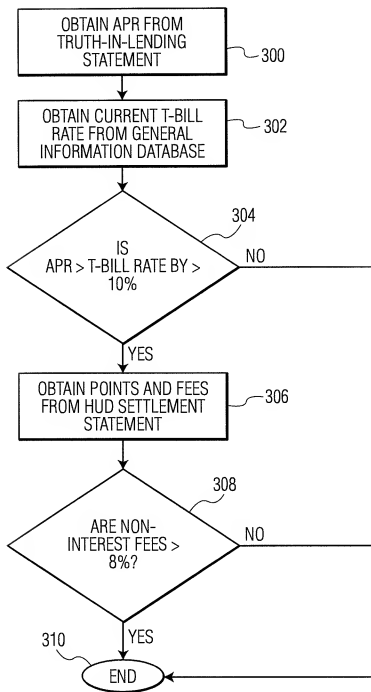 OBTAIN APR FROM
TRUTH-IN-LENDING
STATEMENT
300
OBTAIN CURRENT T-BILL
RATE FROM GENERAL
INFORMATION DATABASE
302
304
IS
APR > T-BILL RATE BY >
10%
NO
YES
OBTAIN POINTS AND FEES
FROM HUD SETTLEMENT
STATEMENT
306
308
ARE NON-
INTEREST FEES >
8%?
NO
YES
310
END